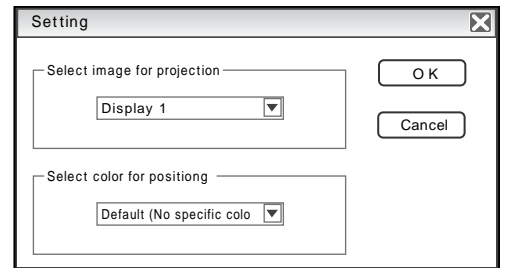 Setting
Select image for projection
Display 1
OK
Cancel
Select color for positiong
Default (No specific colo